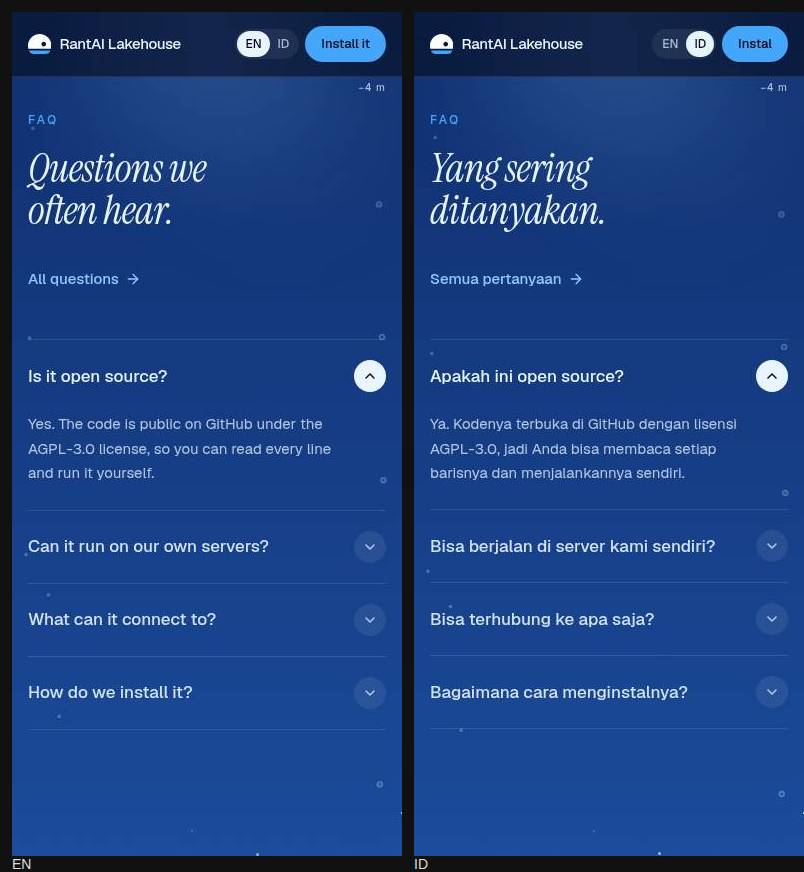 RantAI Lakehouse
EN ID
Install it
−4 m
FAQ
Questions we
often hear.
All questions →
Is it open source?
Yes. The code is public on GitHub under the
AGPL-3.0 license, so you can read every line
and run it yourself.
Can it run on our own servers?
What can it connect to?
How do we install it?
EN
RantAI Lakehouse
EN ID
Instal
−4 m
FAQ
Yang sering
ditanyakan.
Semua pertanyaan →
Apakah ini open source?
Ya. Kodenya terbuka di GitHub dengan lisensi
AGPL-3.0, jadi Anda bisa membaca setiap
barisnya dan menjalankannya sendiri.
Bisa berjalan di server kami sendiri?
Bisa terhubung ke apa saja?
Bagaimana cara menginstalnya?
ID